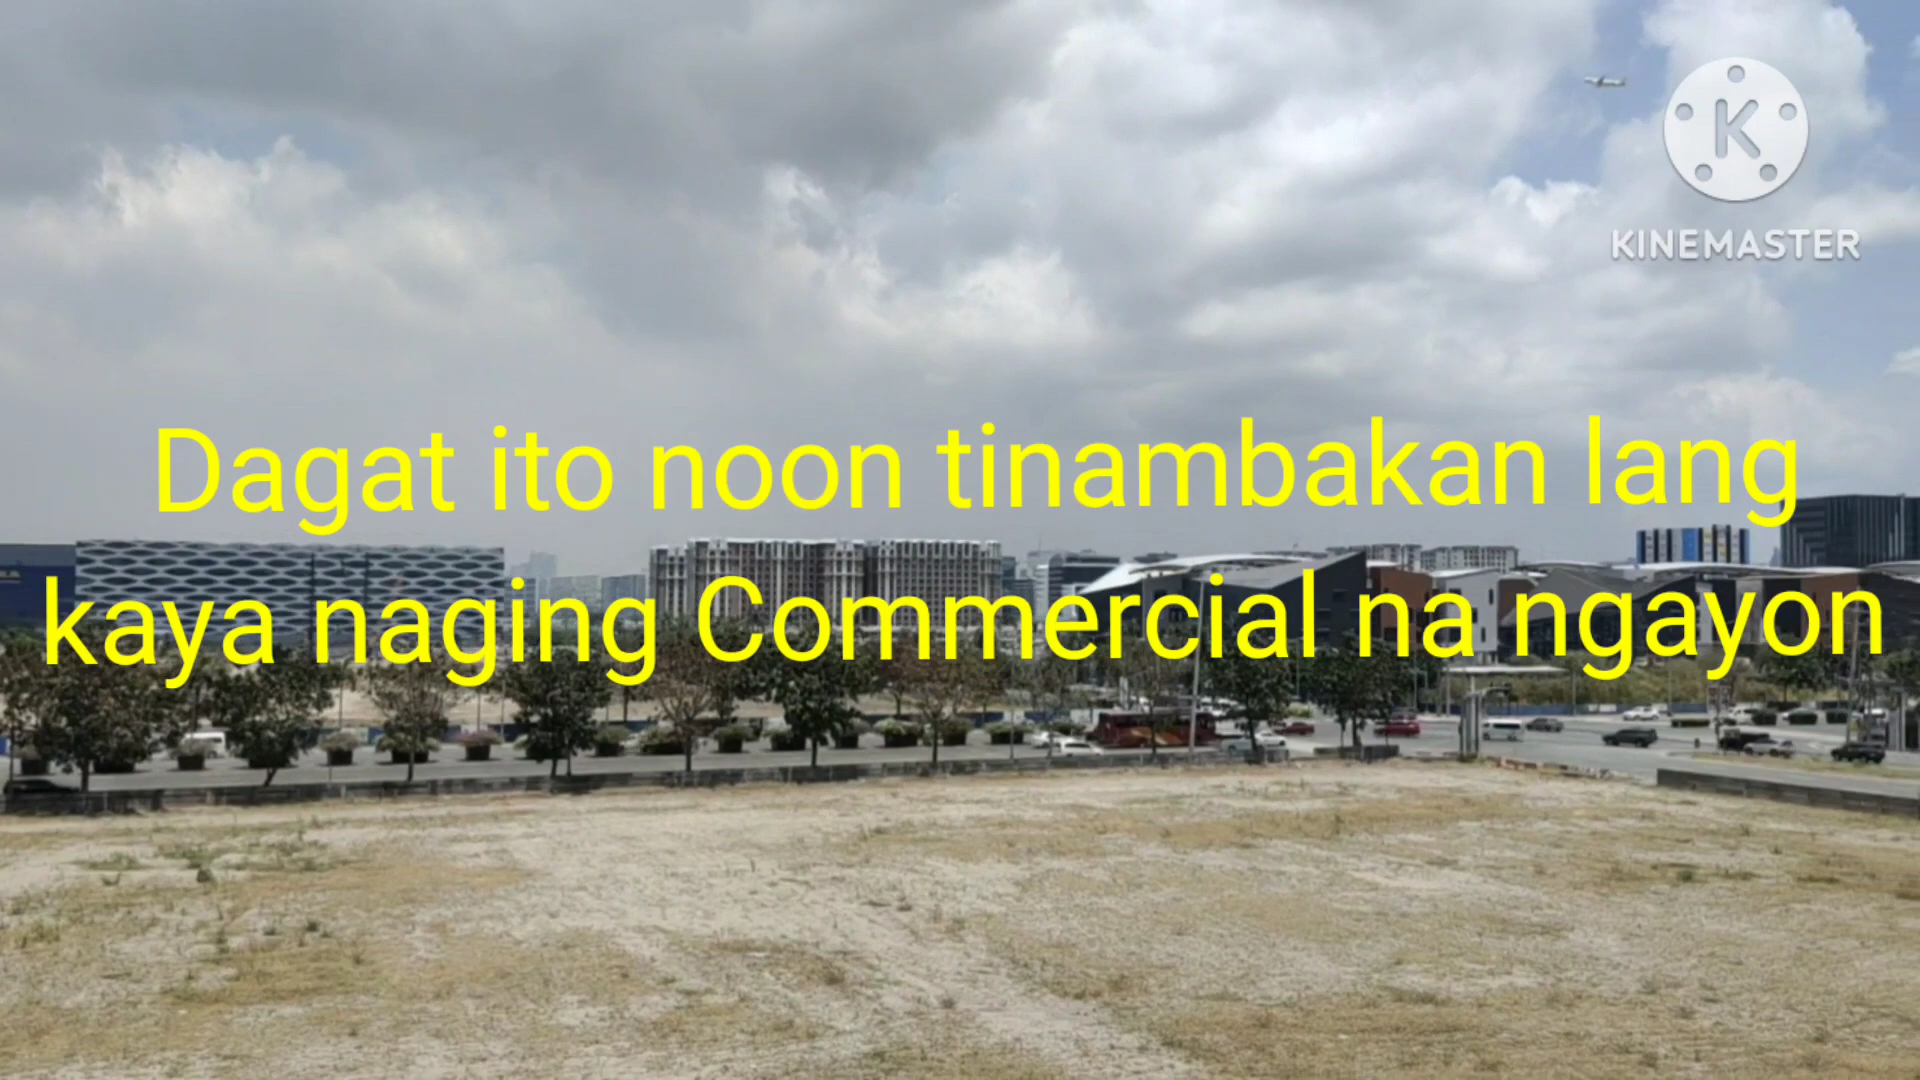 K
KINEMASTER
Dagat ito noon tinambakan lang
kaya naging Commercial na ngayon